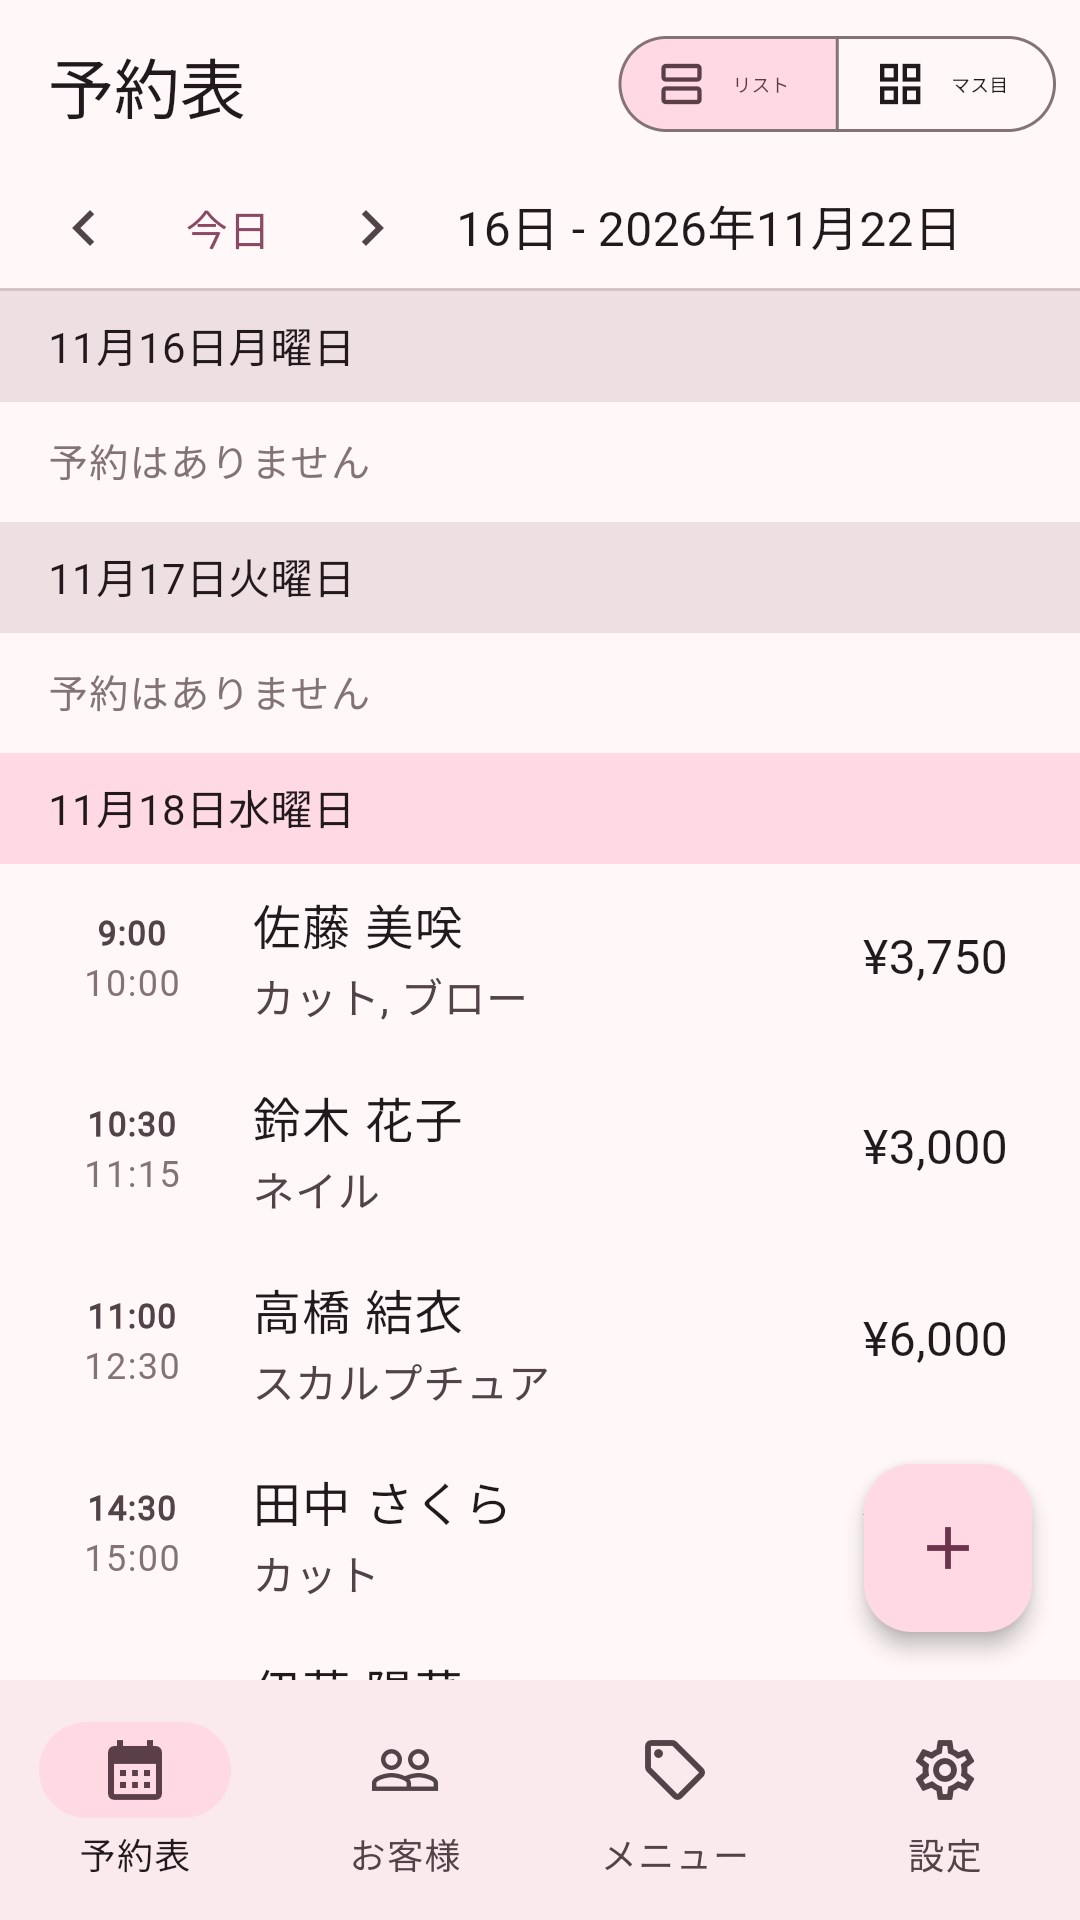 予約表
リスト
マス目
今日
16日 - 2026年11月22日
11月16日月曜日
予約はありません
11月17日火曜日
予約はありません
11月18日水曜日
9:00
10:00
佐藤 美咲
カット, ブロー
¥3,750
10:30
11:15
鈴木 花子
ネイル
¥3,000
11:00
12:30
高橋 結衣
スカルプチュア
¥6,000
14:30
15:00
田中 さくら
カット
予約表
お客様
メニュー
設定